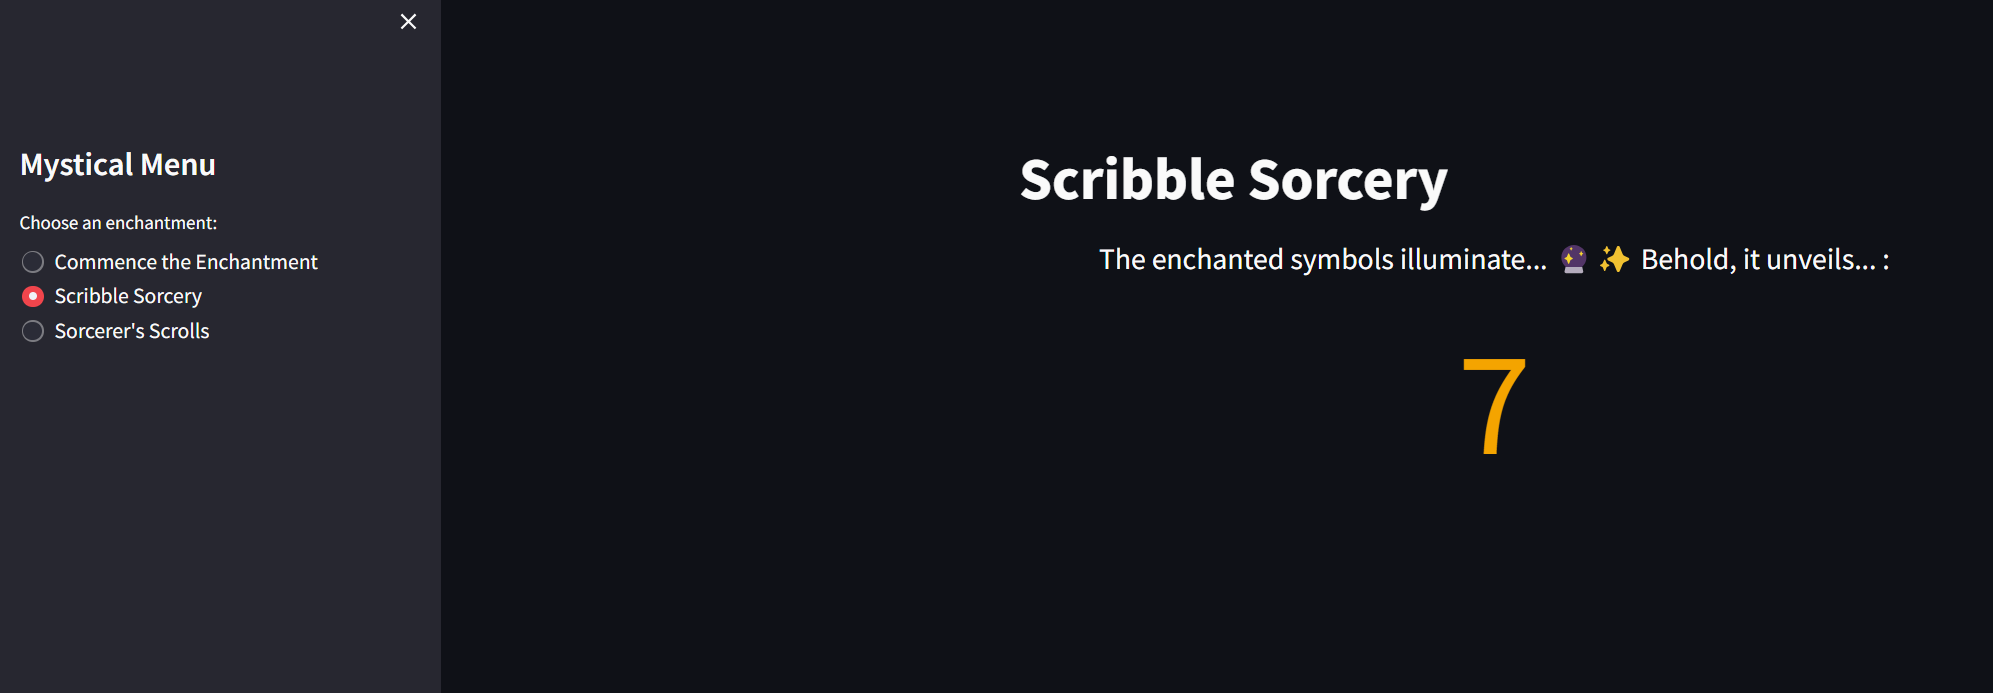 Mystical Menu
Choose an enchantment:
Commence the Enchantment
Scribble Sorcery
Sorcerer's Scrolls
Scribble Sorcery
The enchanted symbols illuminate... 🔮 ✨ Behold, it unveils... :
7